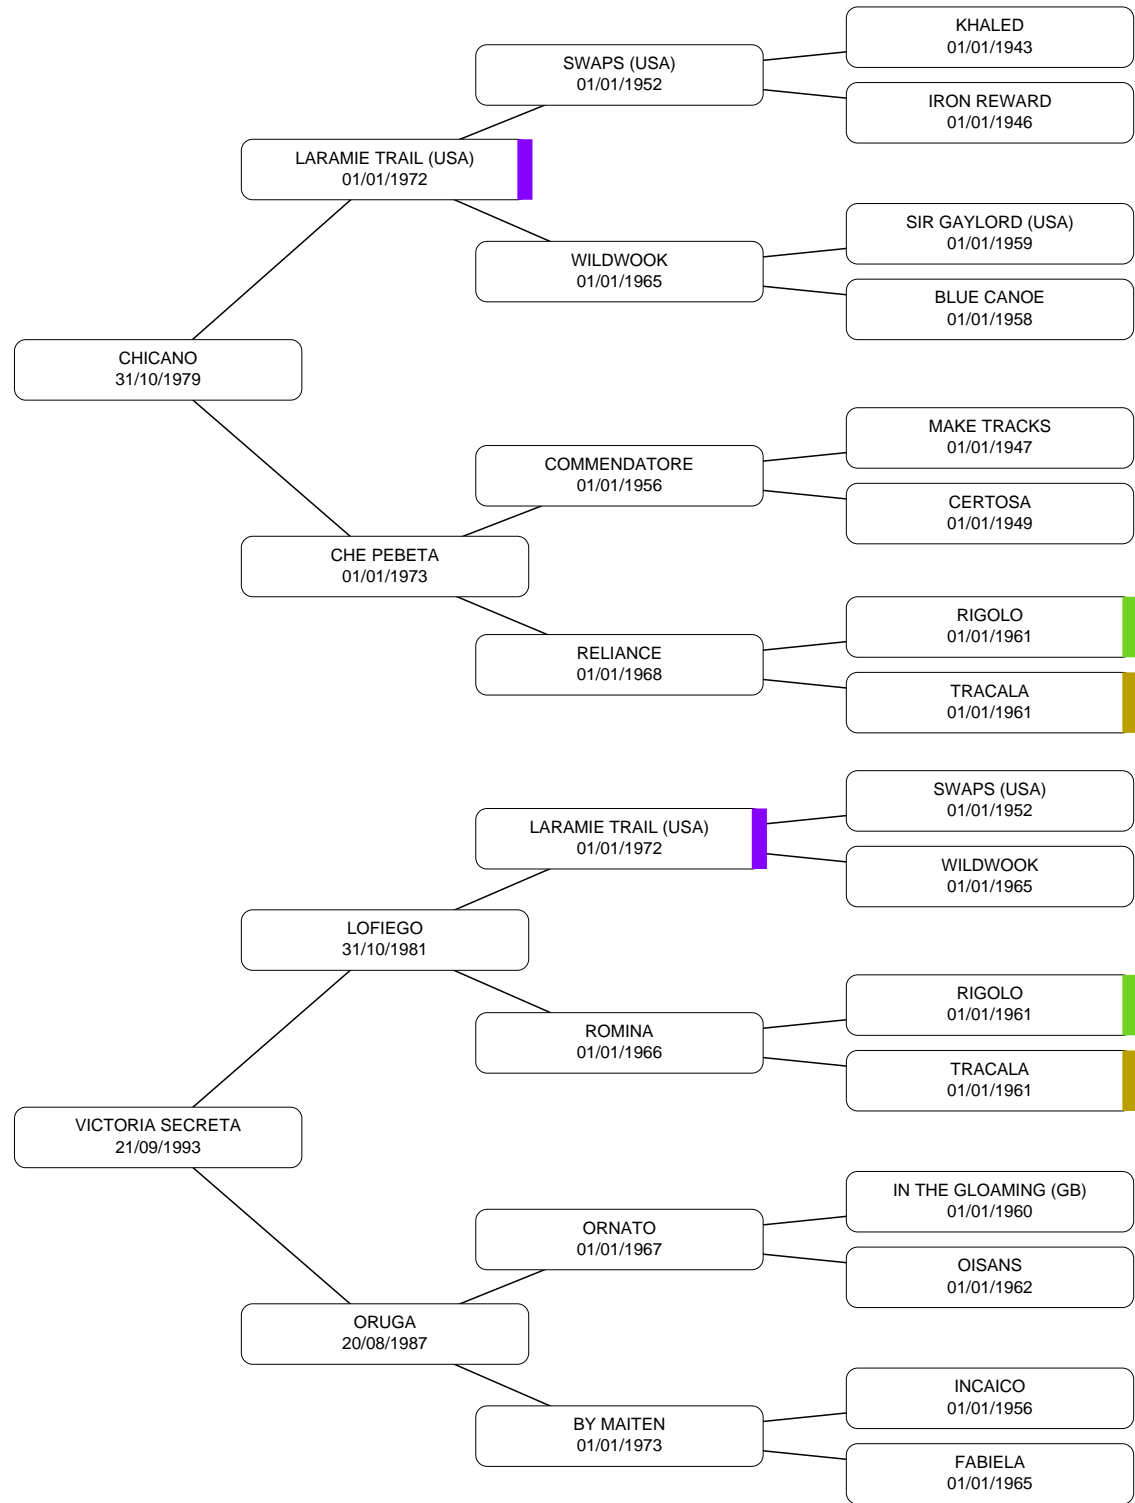 KHALED
01/01/1943
SWAPS (USA)
01/01/1952
IRON REWARD
01/01/1946
LARAMIE TRAIL (USA)
01/01/1972
SIR GAYLORD (USA)
01/01/1959
WILDWOOK
01/01/1965
BLUE CANOE
01/01/1958
CHICANO
31/10/1979
MAKE TRACKS
01/01/1947
COMMENDATORE
01/01/1956
CERTOSA
01/01/1949
CHE PEBETA
01/01/1973
RIGOLO
01/01/1961
RELIANCE
01/01/1968
TRACALA
01/01/1961
SWAPS (USA)
01/01/1952
LARAMIE TRAIL (USA)
01/01/1972
WILDWOOK
01/01/1965
LOFIEGO
31/10/1981
RIGOLO
01/01/1961
ROMINA
01/01/1966
TRACALA
01/01/1961
VICTORIA SECRETA
21/09/1993
IN THE GLOAMING (GB)
01/01/1960
ORNATO
01/01/1967
OISANS
01/01/1962
ORUGA
20/08/1987
INCAICO
01/01/1956
BY MAITEN
01/01/1973
FABIELA
01/01/1965